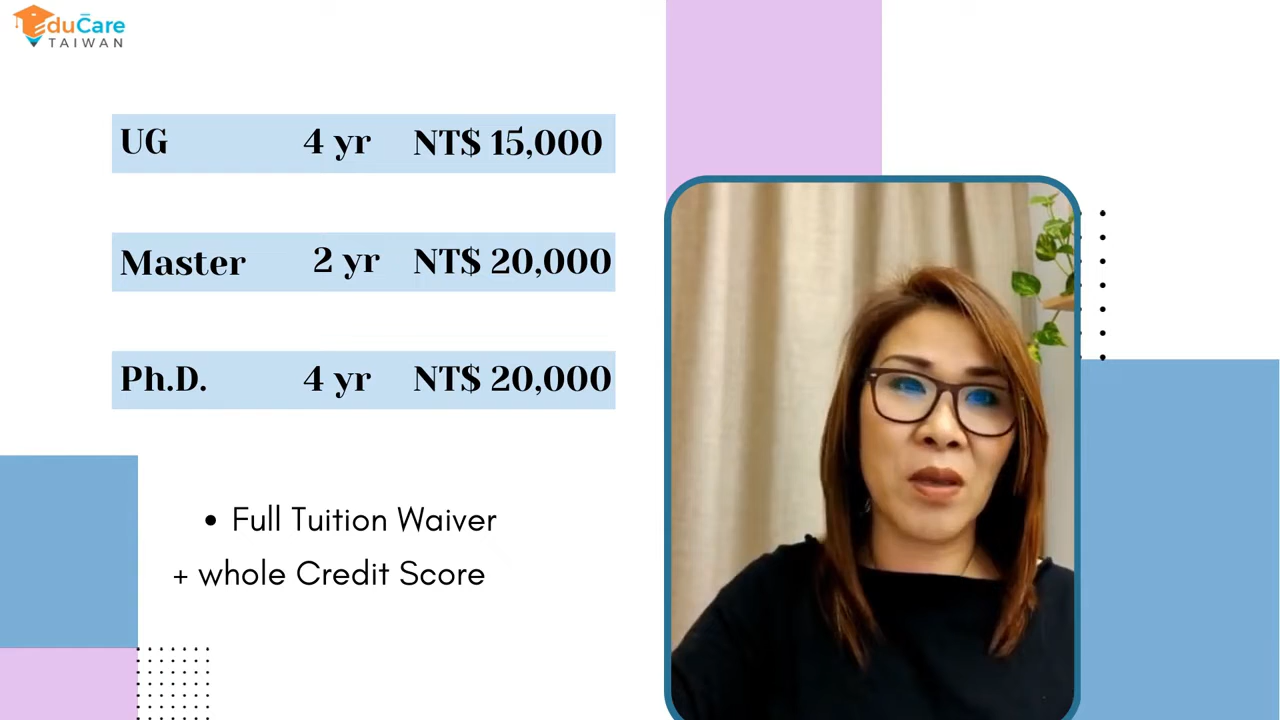 EduCare
TAIWAN
UG 4 yr NT$ 15,000
Master 2 yr NT$ 20,000
Ph.D. 4 yr NT$ 20,000
• Full Tuition Waiver
+ whole Credit Score